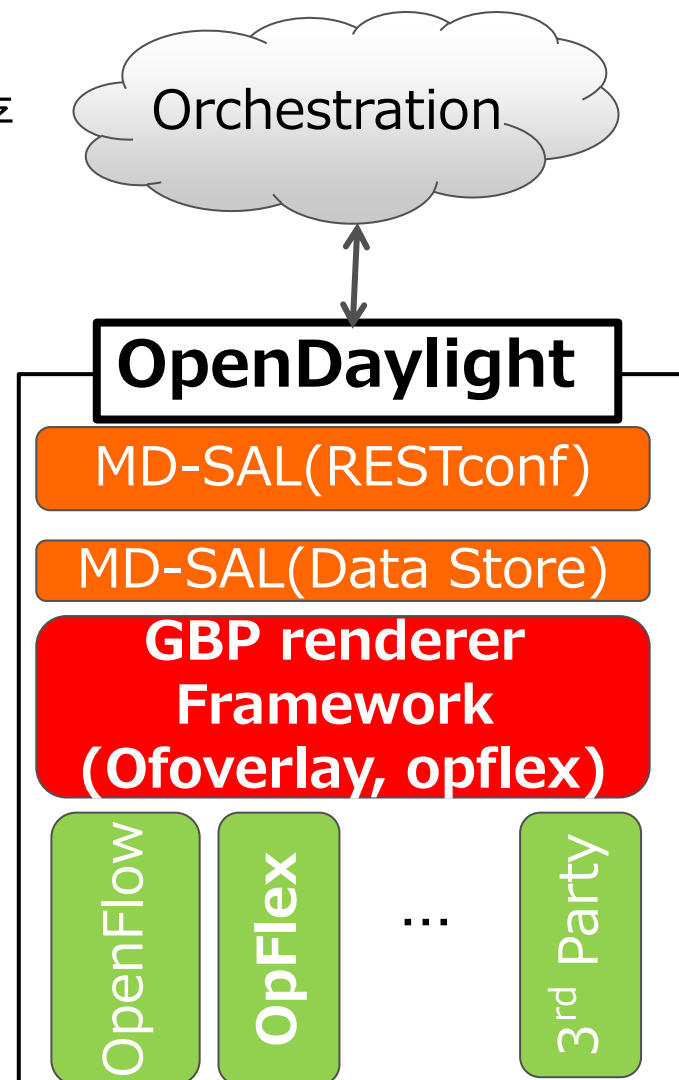 Orchestration
OpenDaylight
MD-SAL(RESTconf)
MD-SAL(Data Store)
GBP renderer
Framework
(Ofoverlay, opflex)
OpenFlow
OpFlex
...
3rd Party